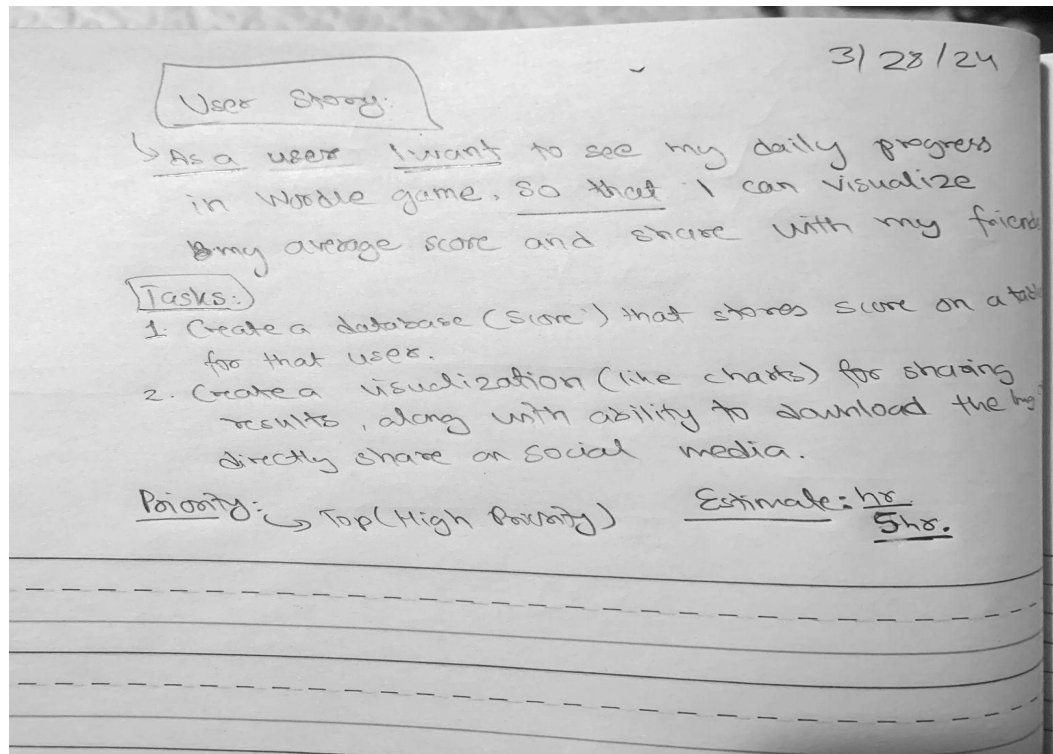 3/28/24
User Story:
As a user I want to see my daily progress
in Wordle game, so that I can visualize
my average score and share with my friends
Tasks:
1. Create a database (Score) that stores score on a table
for that user.
2. Create a visualization (like charts) for sharing
results, along with ability to download the
directly share on social media.
Priority: Top (High Priority) Estimate: hr
5hr.